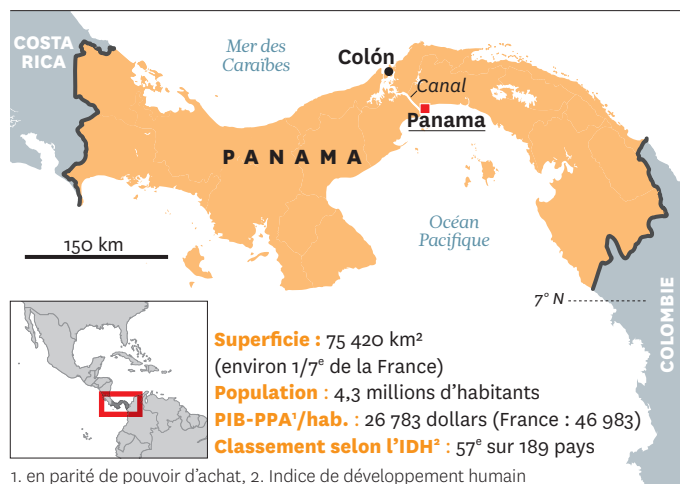 COSTA
RICA
Mer des
Caraïbes
Colón
Canal
Panama
PANAMA
Océan
Pacifique
150 km
7° N
COLOMBIE
Superficie : 75 420 km²
(environ 1/7ᵉ de la France)
Population : 4,3 millions d’habitants
PIB-PPA¹/hab. : 26 783 dollars (France : 46 983)
Classement selon l’IDH² : 57ᵉ sur 189 pays
1. en parité de pouvoir d’achat, 2. Indice de développement humain